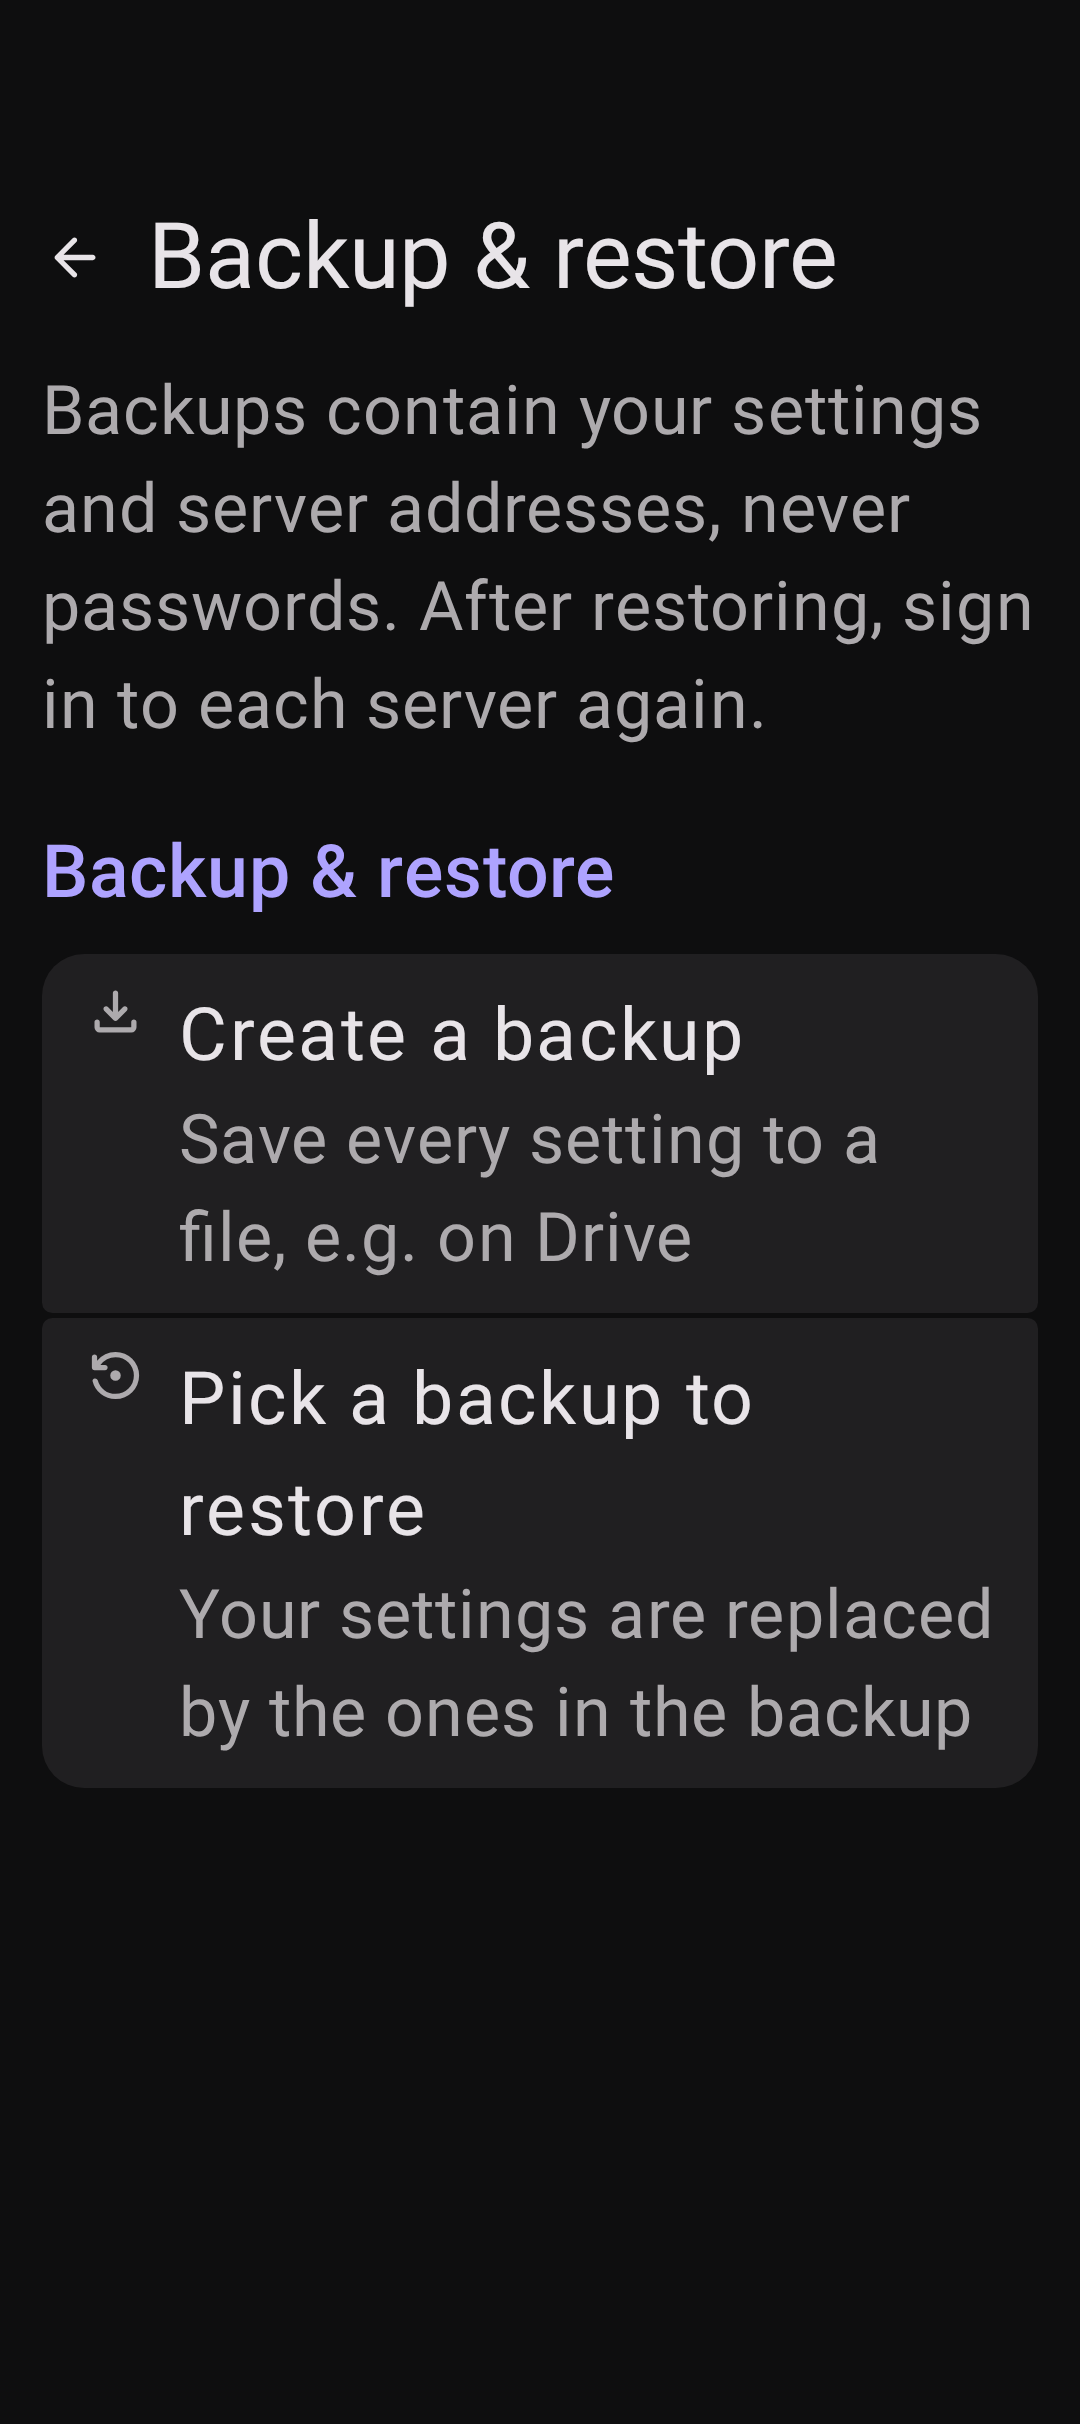 Backup & restore
Backups contain your settings
and server addresses, never
passwords. After restoring, sign
in to each server again.
Backup & restore
Create a backup
Save every setting to a
file, e.g. on Drive
Pick a backup to
restore
Your settings are replaced
by the ones in the backup